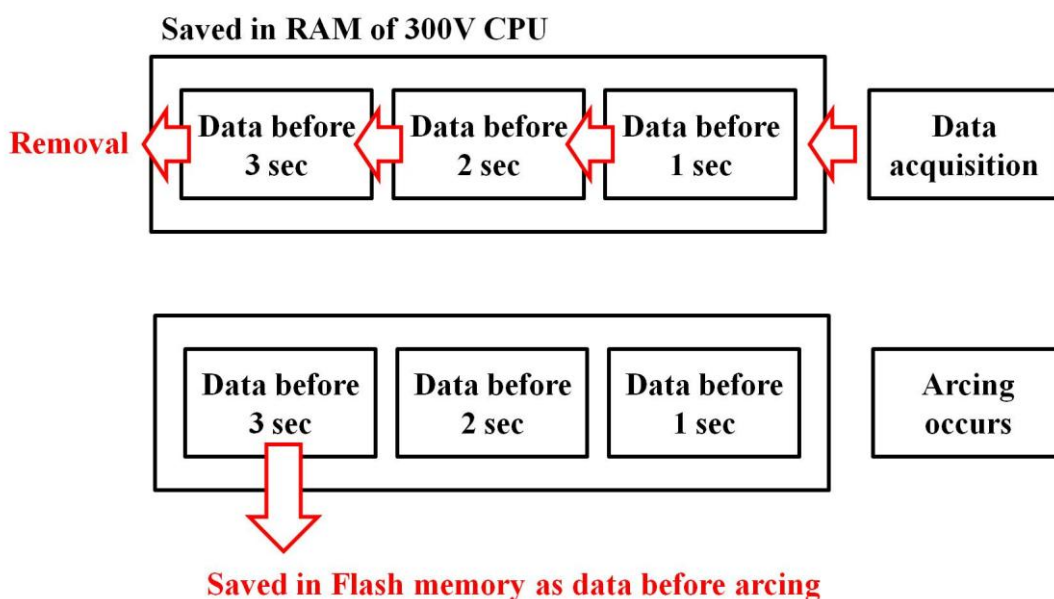 Saved in RAM of 300V CPU
Removal
Data before
3 sec
Data before
2 sec
Data before
1 sec
Data
acquisition
Data before
3 sec
Data before
2 sec
Data before
1 sec
Arcing
occurs
Saved in Flash memory as data before arcing